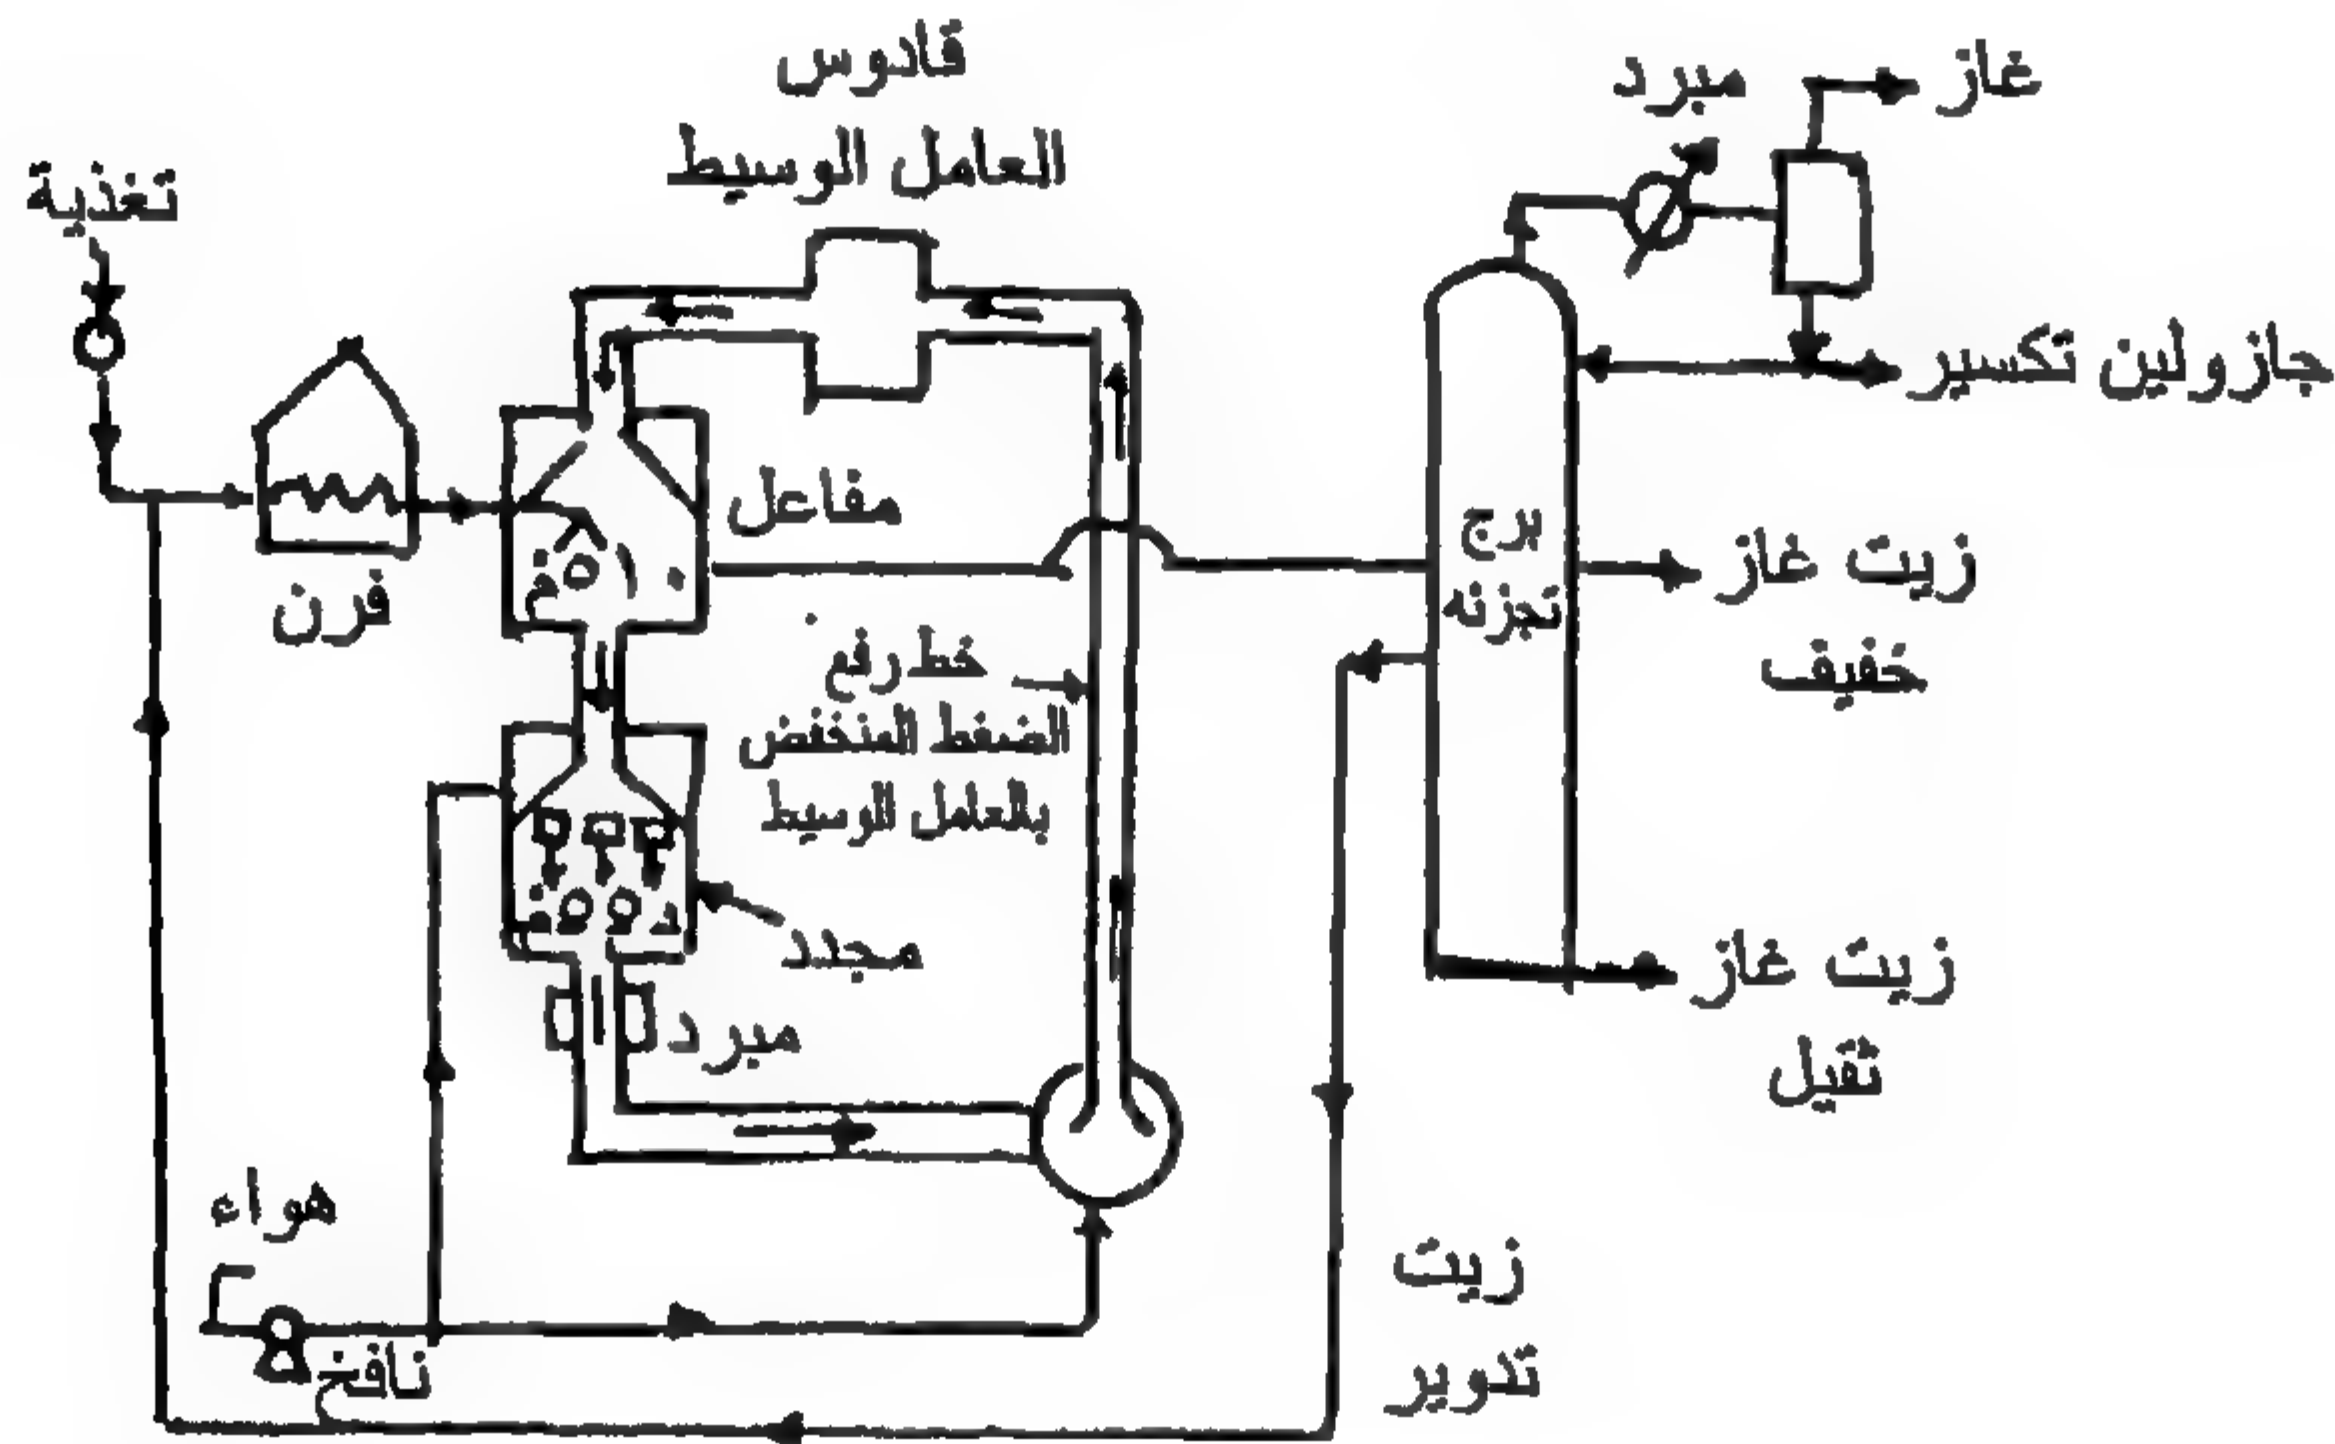 قادوس
العامل الوسيط
تغذية
مبرد
غاز
جازولين تكسير
مفاعل
فرن
برج
تجزئه
زيت غاز
خفيف
خط رفع
الضغط المنخفض
بالعامل الوسيط
مجدد
مبرد
زيت غاز
ثقيل
هواء
نافخ
زيت
تدوير